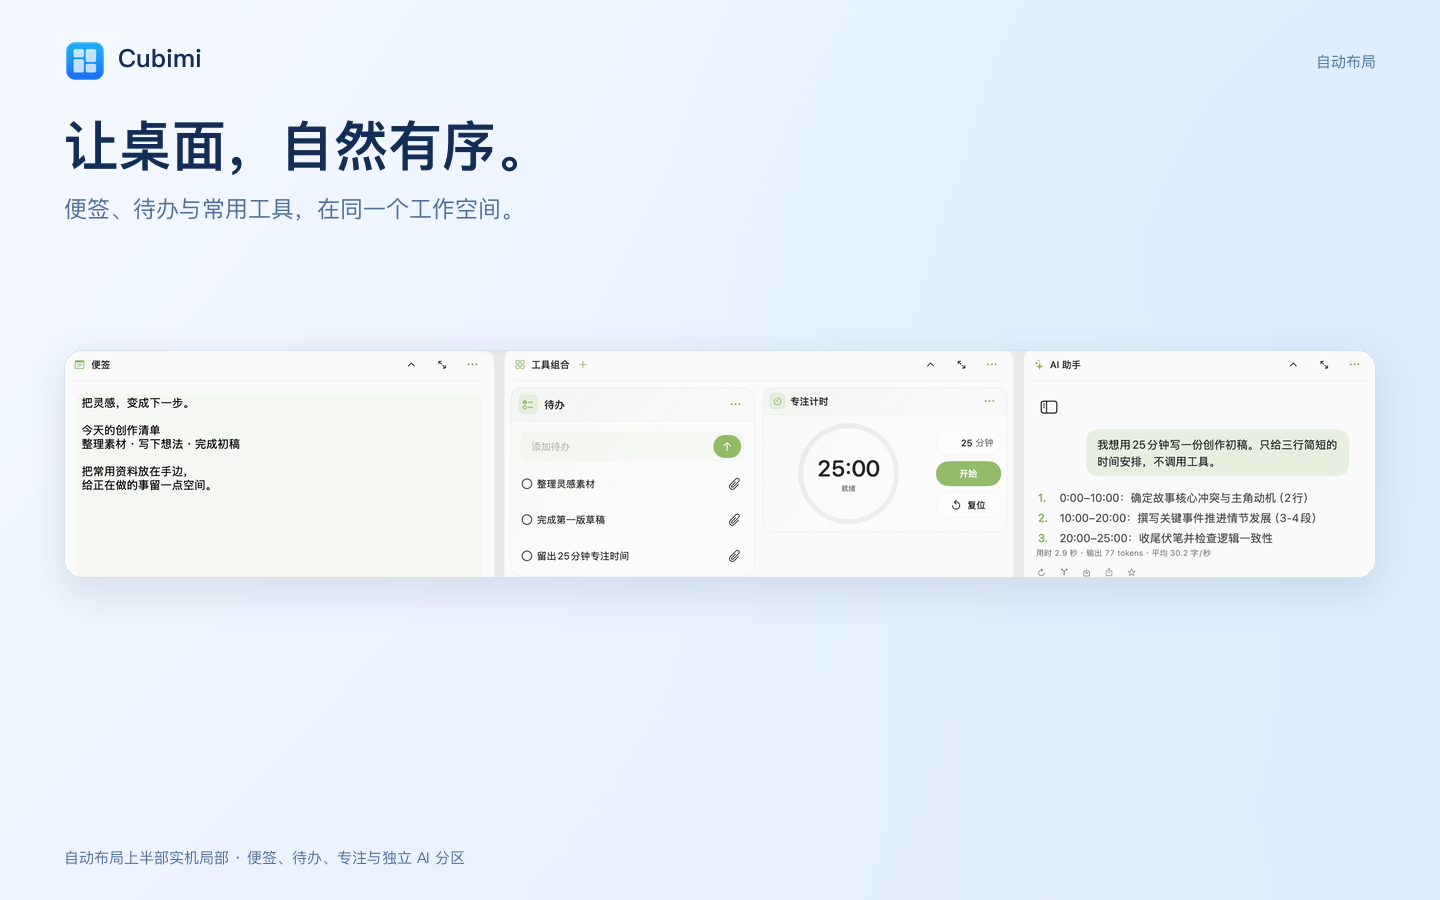 Cubimi
自动布局
让桌面，自然有序。
便签、待办与常用工具，在同一个工作空间。
便签
把灵感，变成下一步。
今天的创作清单
整理素材 · 写下想法 · 完成初稿
把常用资料放在手边，
给正在做的事留一点空间。
工具组合
待办
添加待办
整理灵感素材
完成第一版草稿
留出25分钟专注时间
专注计时
25:00
就绪
25 分钟
开始
复位
AI 助手
我想用25分钟写一份创作初稿。只给三行简短的
时间安排，不调用工具。
1. 0:00–10:00：确定故事核心冲突与主角动机（2行）
2. 10:00–20:00：撰写关键事件推进情节发展（3-4段）
3. 20:00–25:00：收尾伏笔并检查逻辑一致性
用时 2.9 秒 · 输出 77 tokens · 平均 30.2 字/秒
自动布局上半部实机局部 · 便签、待办、专注与独立 AI 分区